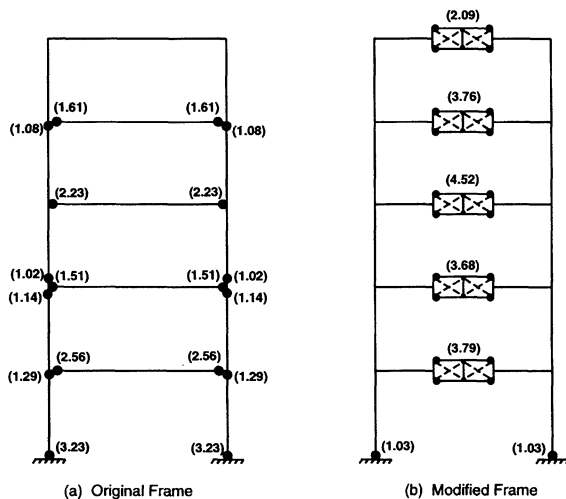 (2.09)
(1.61) (1.61) (3.76)
(1.08) (1.08)
(2.23) (2.23) (4.52)
(1.02) (1.51) (1.51) (1.02) (3.68)
(1.14) (1.14)
(2.56) (2.56) (3.79)
(1.29) (1.29)
(3.23) (3.23) (1.03) (1.03)
(a) Original Frame (b) Modified Frame